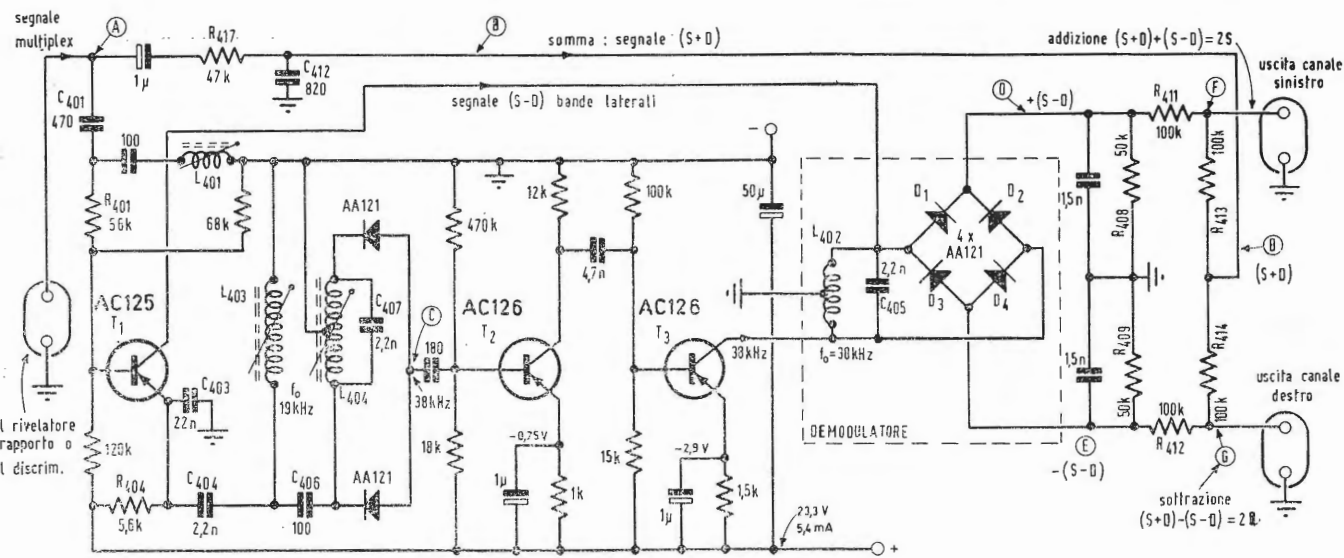 segnale
multiplex
A
1µ
R417
47k
C412
820
B
somma : segnale (S+D)
addizione (S+D)+(S-D)=2S
uscita canale
sinistro
segnale (S-D) bande laterali
C401
470
100
L401
R401
56k
68k
AA121
470k
12k
100k
50µ
-
D
+(S-D)
R411
100k
F
50k
100k
1,5n
R408
R413
B
(S+D)
D1
D2
4x
AA121
D3
D4
L402
2,2n
C405
fo=38kHz
DEMODULATORE
AC125
T1
L403
fo
19kHz
C407
2,2n
L404
C
180
38kHz
4,7n
AC126
T2
AC126
T3
38kHz
C403
22n
l rivelatore
rapporto o
l discrim.
120k
R404
5,6k
C404
2,2n
C406
100
AA121
18k
-0,75V
1µ
1k
15k
-2,9V
1µ
1,5k
23,3V
5,4mA
+
1,5n
R409
50k
R414
100k
100k
R412
E
-(S-D)
G
uscita canale
destro
sottrazione
(S+D)-(S-D)=2D